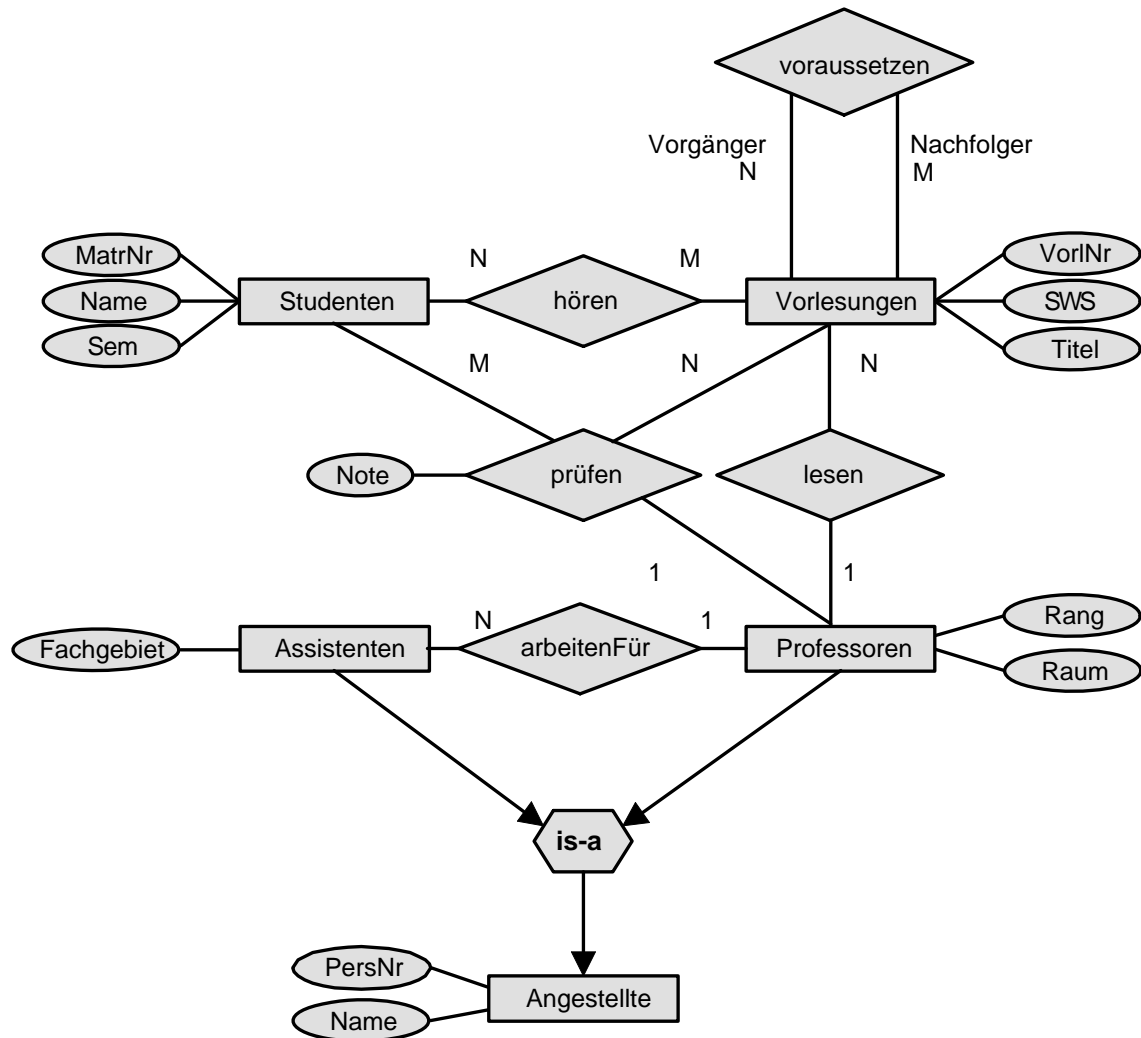 voraussetzen
Vorgänger
N
Nachfolger
M
MatrNr
Name
Sem
Studenten
N
hören
M
Vorlesungen
VorlNr
SWS
Titel
M
N
N
Note
prüfen
lesen
1
1
Fachgebiet
Assistenten
N
arbeitenFür
1
Professoren
Rang
Raum
is-a
PersNr
Name
Angestellte